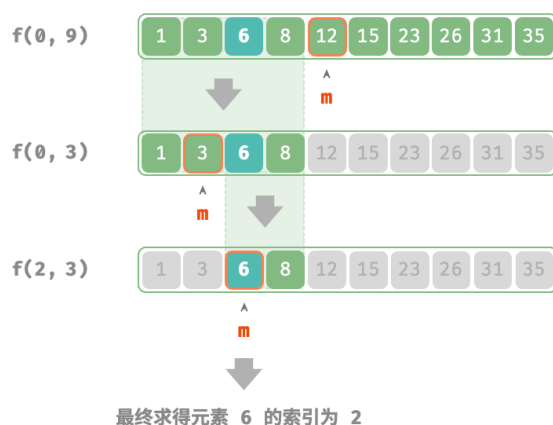 f(0, 9) 1 3 6 8 12 15 23 26 31 35
m
f(0, 3) 1 3 6 8 12 15 23 26 31 35
m
f(2, 3) 1 3 6 8 12 15 23 26 31 35
m
最终求得元素 6 的索引为 2